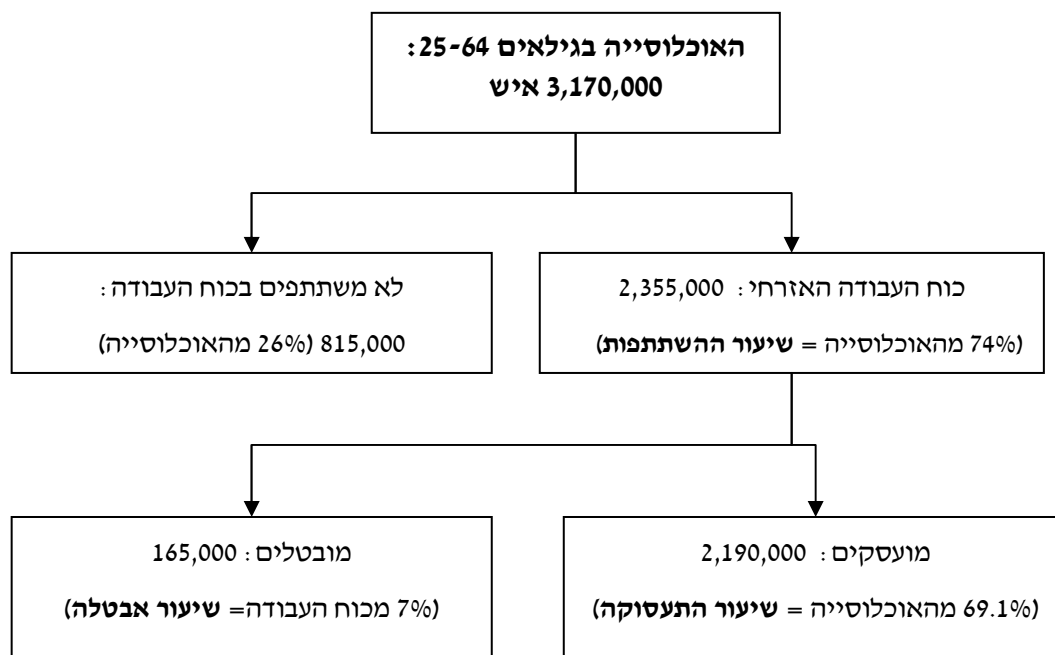 האוכלוסייה בגילאים 25-64:
3,170,000 איש
כוח העבודה האזרחי: 2,355,000
(74% מהאוכלוסייה = שיעור ההשתתפות)
לא משתתפים בכוח העבודה:
815,000 (26% מהאוכלוסייה)
מועסקים: 2,190,000
(69.1% מהאוכלוסייה = שיעור התעסוקה)
מובטלים: 165,000
(7% מכוח העבודה= שיעור אבטלה)